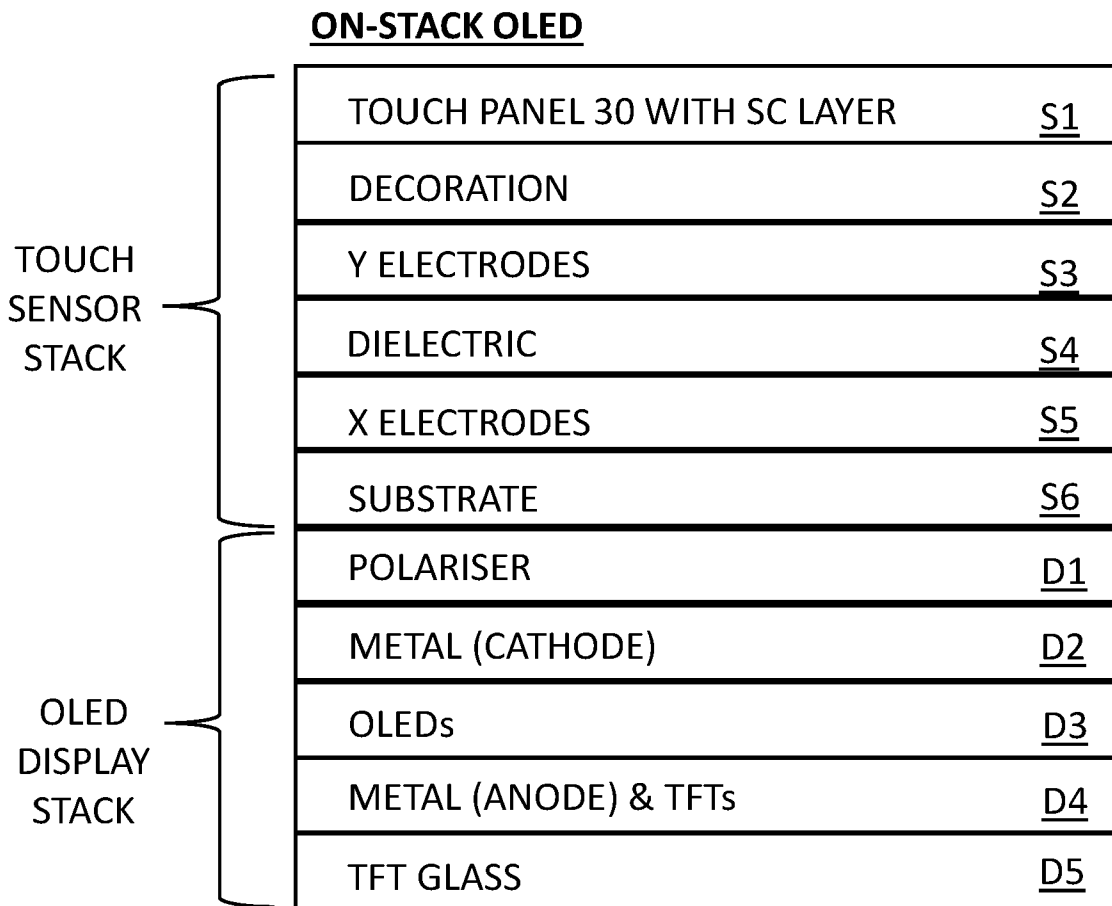 ON-STACK OLED
TOUCH PANEL 30 WITH SC LAYER S1
DECORATION S2
Y ELECTRODES S3
DIELECTRIC S4
X ELECTRODES S5
SUBSTRATE S6
TOUCH
SENSOR
STACK
POLARISER D1
METAL (CATHODE) D2
OLEDs D3
METAL (ANODE) & TFTs D4
TFT GLASS D5
OLED
DISPLAY
STACK